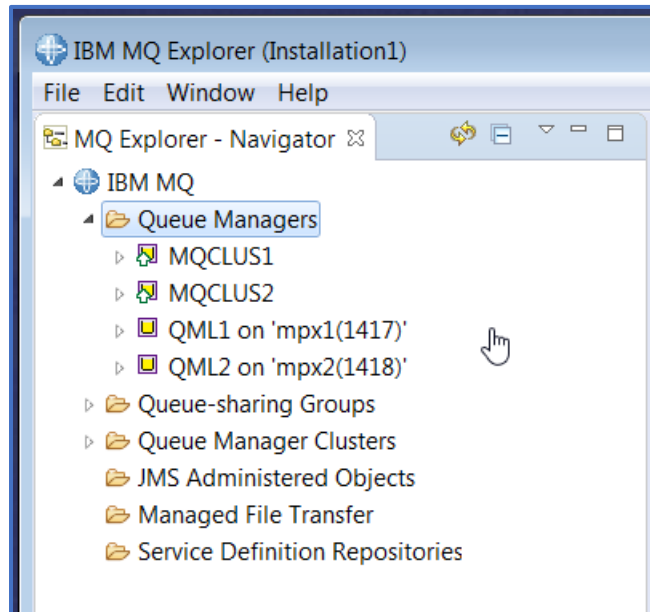 IBM MQ Explorer (Installation1)
File Edit Window Help
MQ Explorer - Navigator
IBM MQ
Queue Managers
MQCLUS1
MQCLUS2
QML1 on 'mpx1(1417)'
QML2 on 'mpx2(1418)'
Queue-sharing Groups
Queue Manager Clusters
JMS Administered Objects
Managed File Transfer
Service Definition Repositories